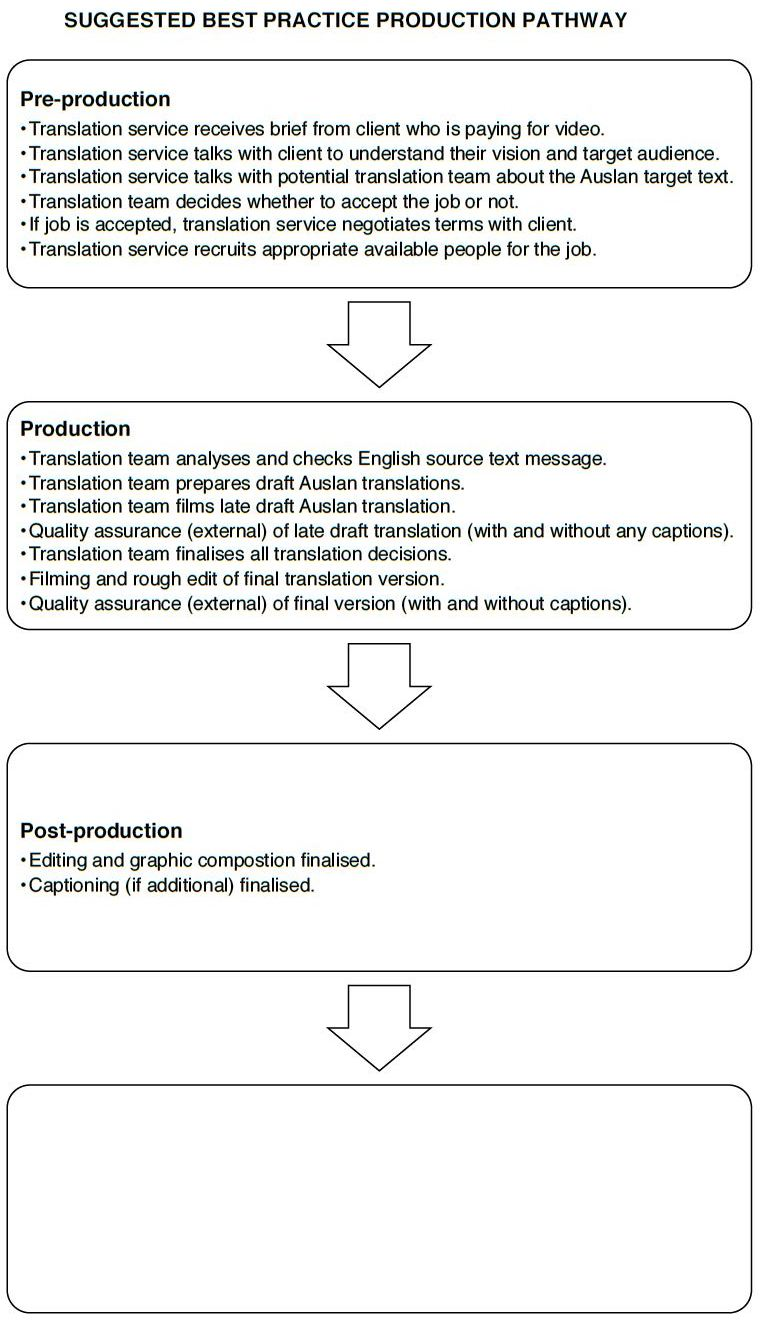 SUGGESTED BEST PRACTICE PRODUCTION PATHWAY
Pre-production
•Translation service receives brief from client who is paying for video.
•Translation service talks with client to understand their vision and target audience.
•Translation service talks with potential translation team about the Auslan target text.
•Translation team decides whether to accept the job or not.
•If job is accepted, translation service negotiates terms with client.
•Translation service recruits appropriate available people for the job.
Production
•Translation team analyses and checks English source text message.
•Translation team prepares draft Auslan translations.
•Translation team films late draft Auslan translation.
•Quality assurance (external) of late draft translation (with and without any captions).
•Translation team finalises all translation decisions.
•Filming and rough edit of final translation version.
•Quality assurance (external) of final version (with and without captions).
Post-production
•Editing and graphic compostion finalised.
•Captioning (if additional) finalised.